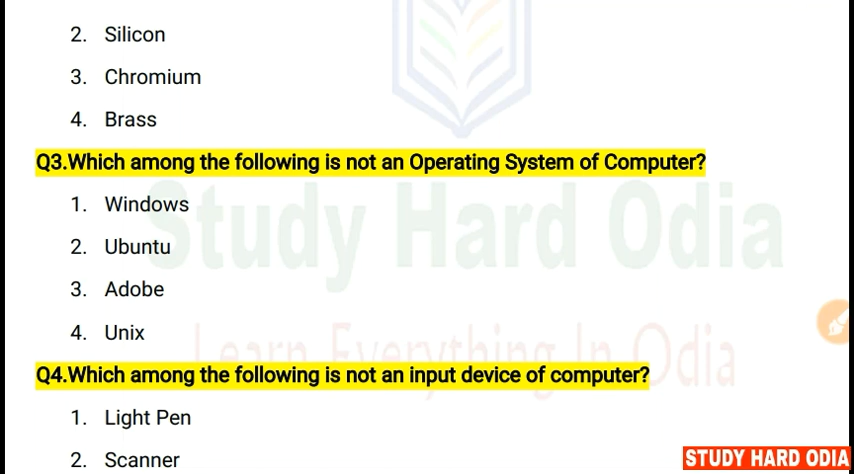 2. Silicon
3. Chromium
4. Brass
Q3.Which among the following is not an Operating System of Computer?
1. Windows
2. Ubuntu
Study Hard Odia
3. Adobe
4. Unix
Learn Everything In Odia
Q4.Which among the following is not an input device of computer?
1. Light Pen
2. Scanner
STUDY HARD ODIA